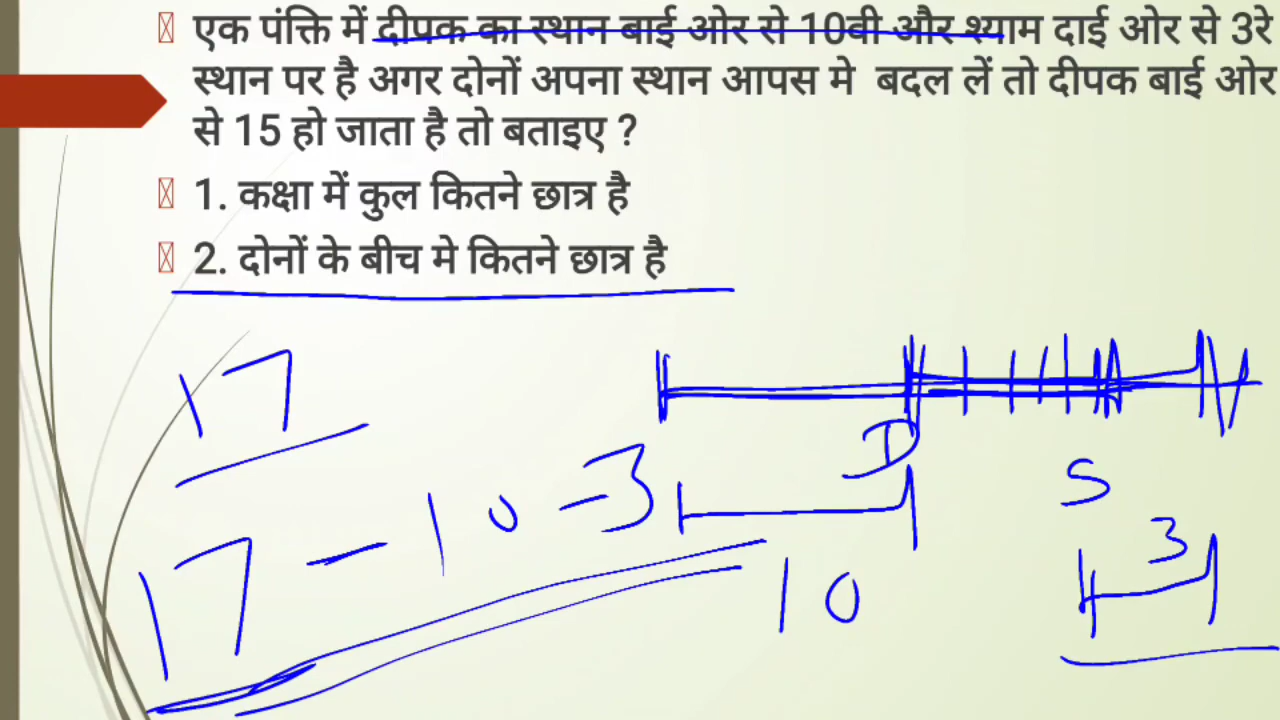 एक पंक्ति में दीपक का स्थान बाई ओर से 10वी और श्याम दाई ओर से 3रे
स्थान पर है अगर दोनों अपना स्थान आपस मे बदल लें तो दीपक बाई ओर
से 15 हो जाता है तो बताइए ?
1. कक्षा में कुल कितने छात्र है
2. दोनों के बीच मे कितने छात्र है
17
D
S
17 - 10 - 3
10
3